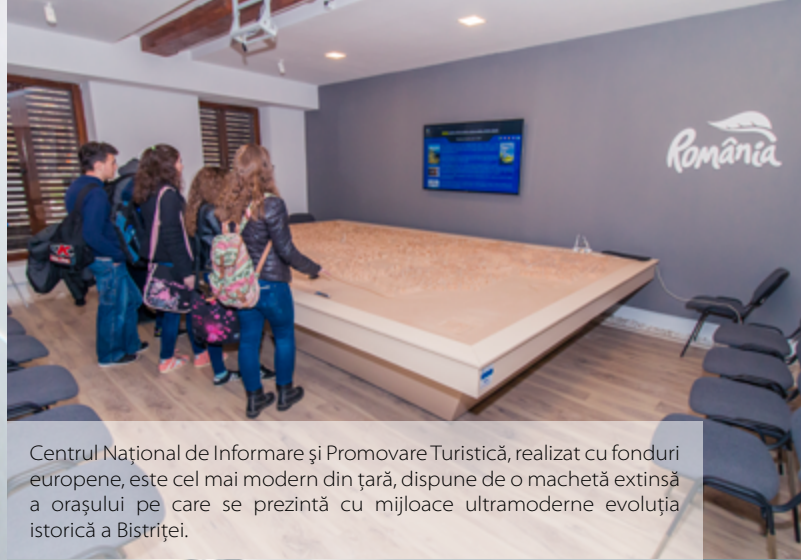 România
Centrul Național de Informare și Promovare Turistică, realizat cu fonduri
europene, este cel mai modern din țară, dispune de o machetă extinsă
a orașului pe care se prezintă cu mijloace ultramoderne evoluția
istorică a Bistriței.